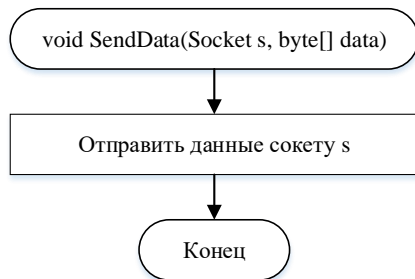 void SendData(Socket s, byte[] data)
Отправить данные сокету s
Конец